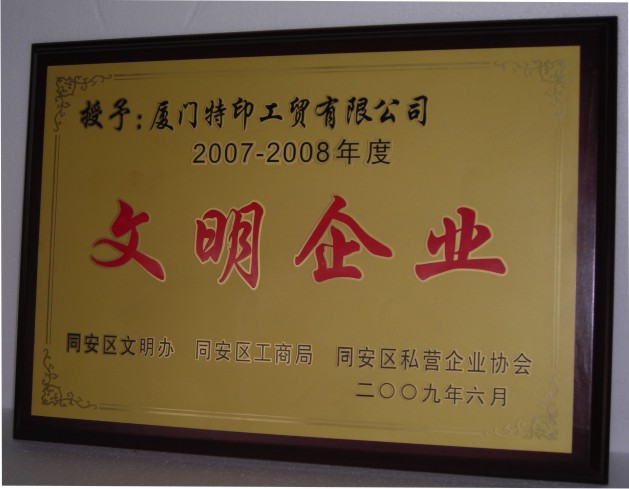 授予：厦门特印工贸有限公司
2007-2008年度
文明企业
同安区文明办 同安区工商局 同安区私营企业协会
二〇〇九年六月